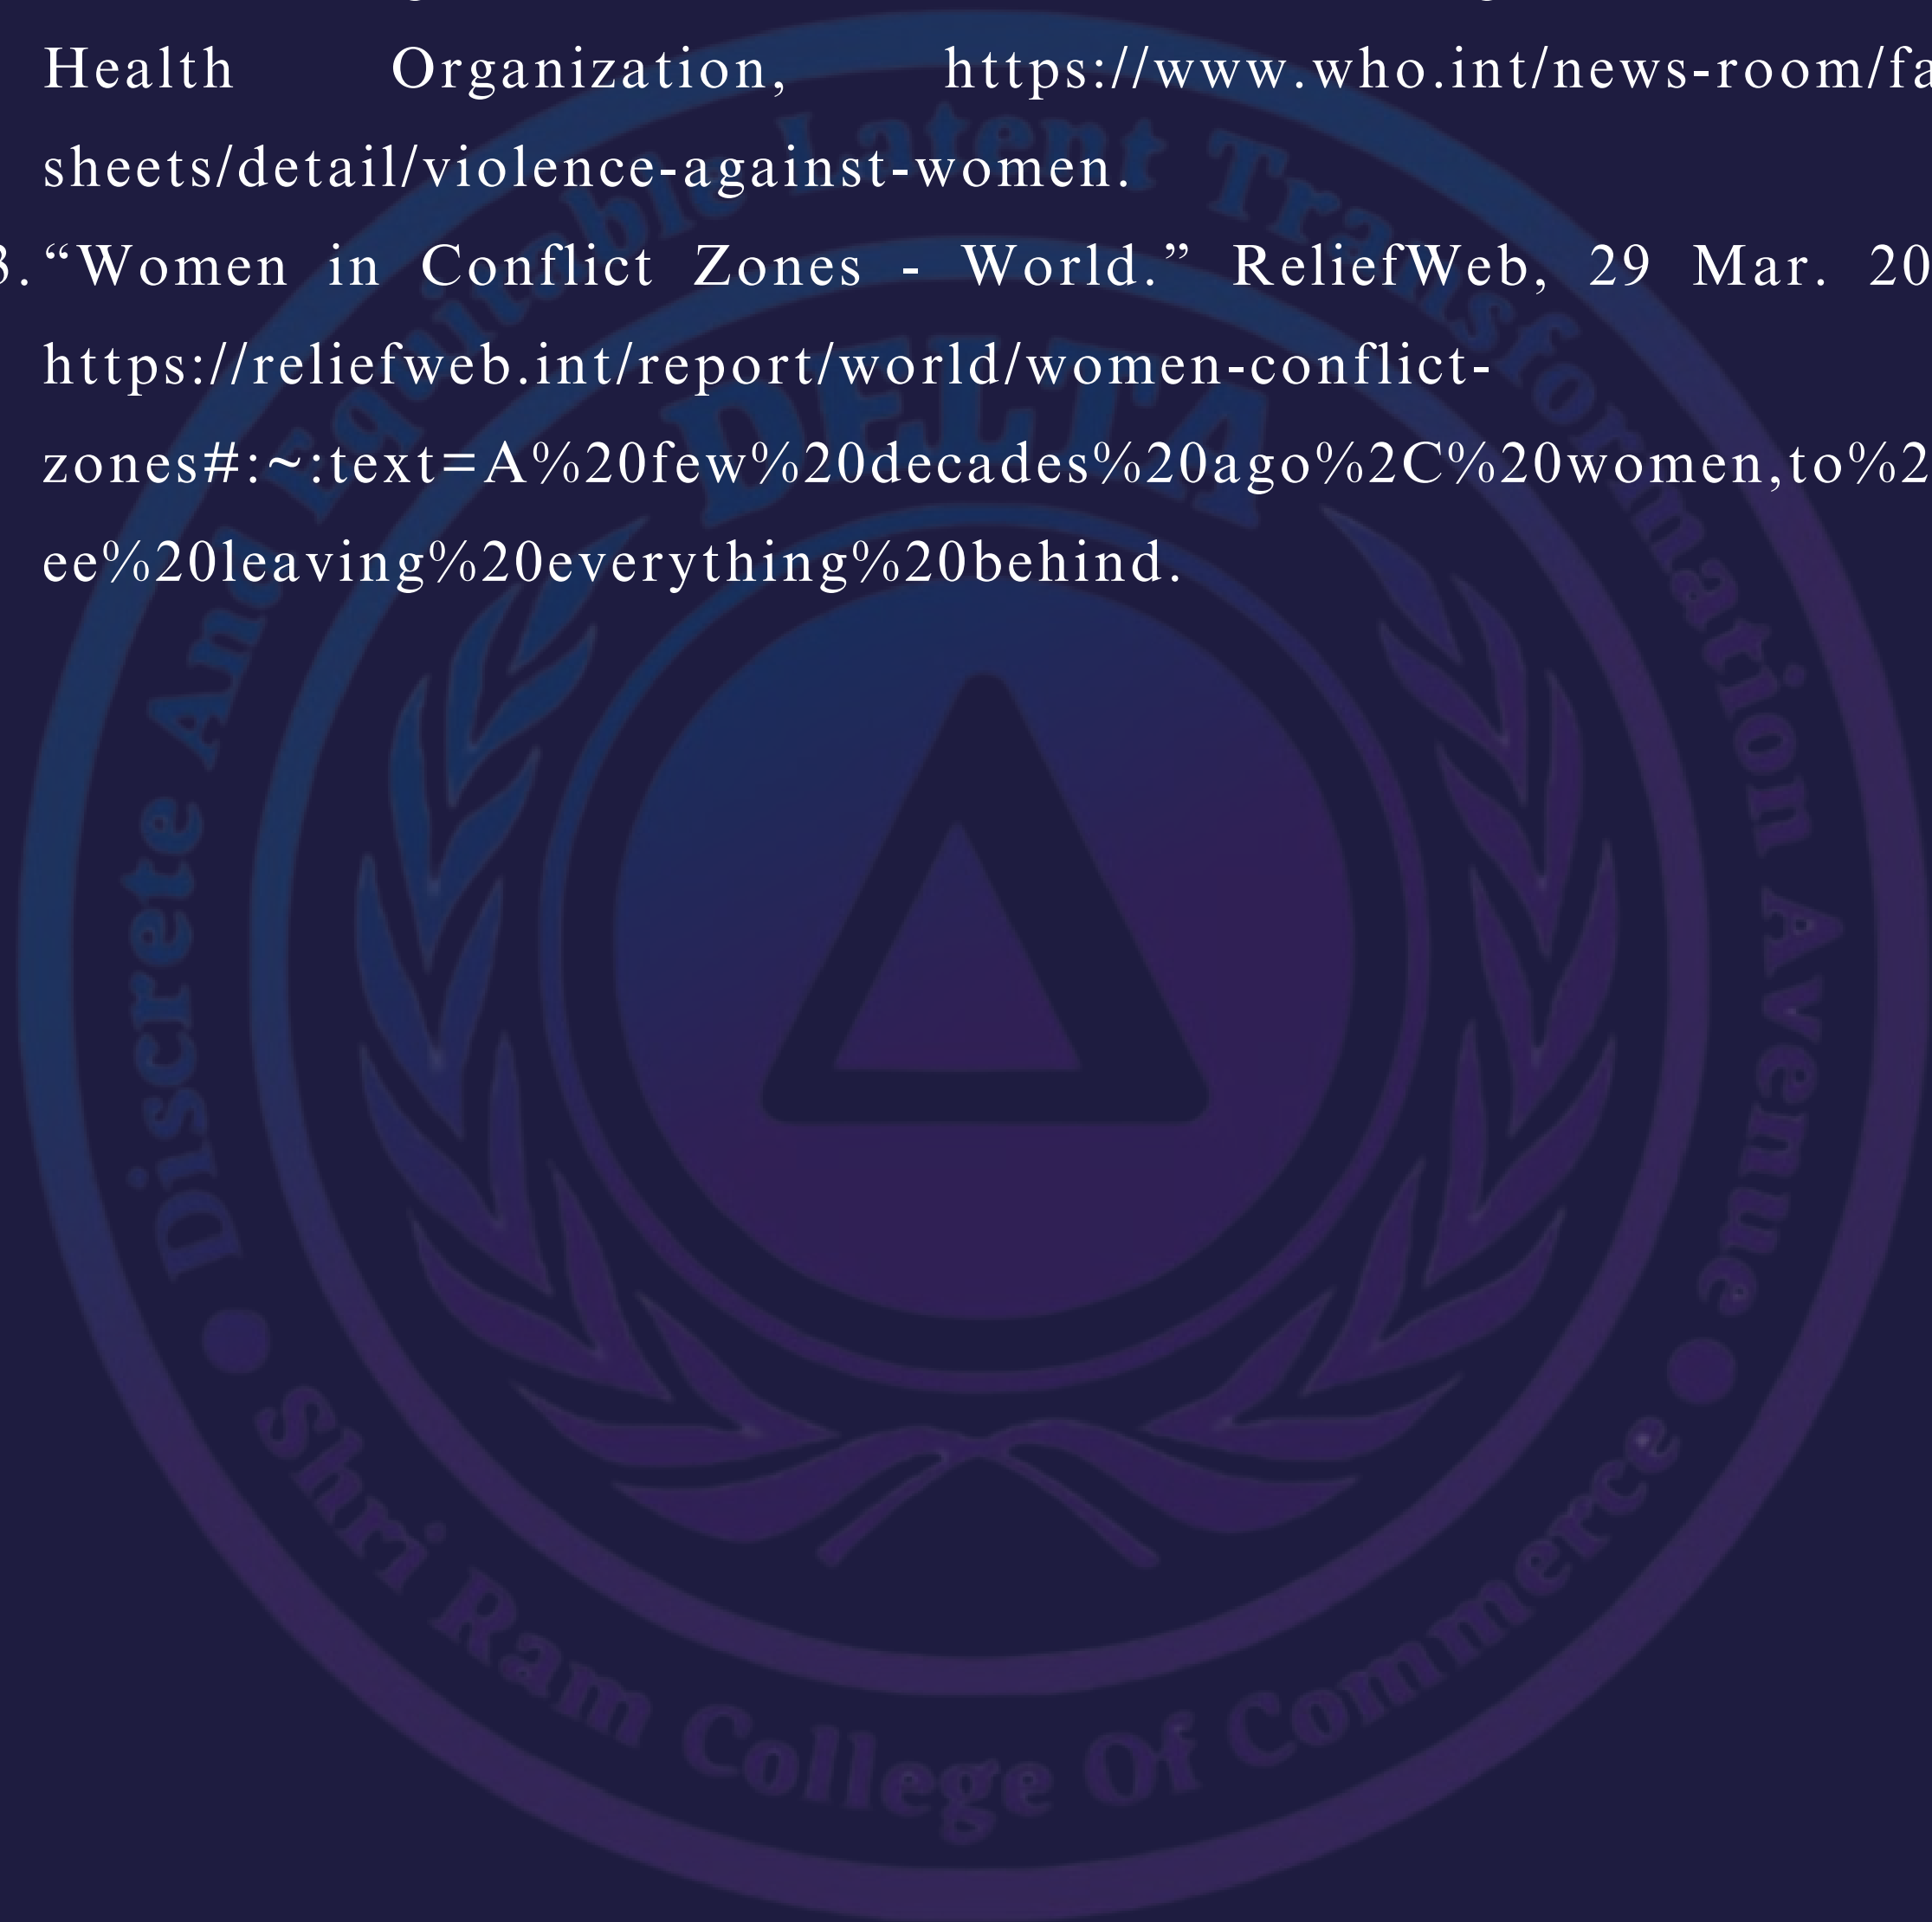 Health Organization, https://www.who.int/news-room/fa
sheets/detail/violence-against-women.
3. “Women in Conflict Zones - World.” ReliefWeb, 29 Mar. 20
https://reliefweb.int/report/world/women-conflict-
zones#:~:text=A%20few%20decades%20ago%2C%20women,to%2
ee%20leaving%20everything%20behind.
Discrete And Equitable Latent Transformation Avenue
DELTA
Shri Ram College Of Commerce